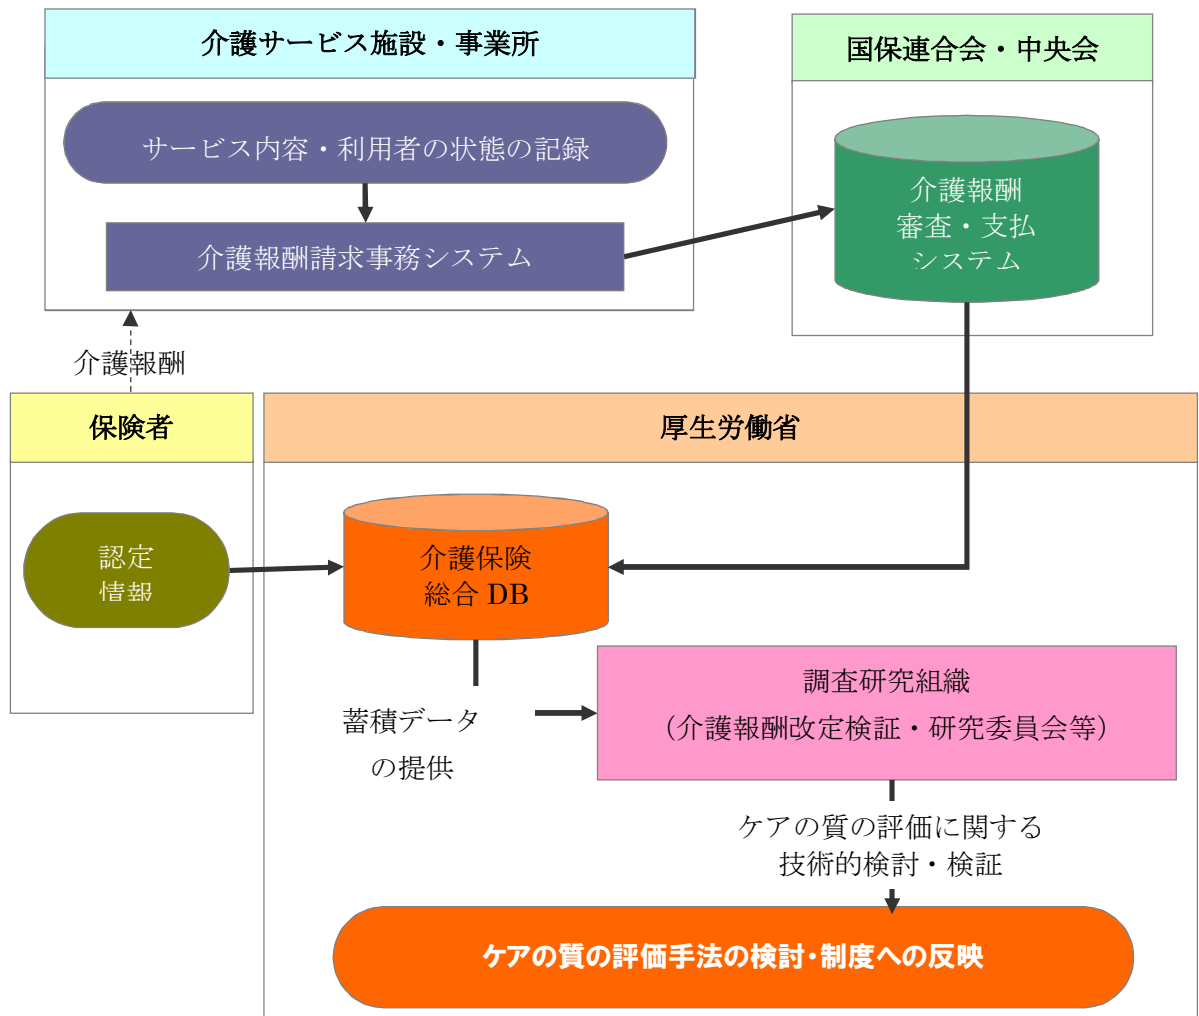 介護サービス施設・事業所
サービス内容・利用者の状態の記録
介護報酬請求事務システム
国保連合会・中央会
介護報酬
審査・支払
システム
介護報酬
保険者
認定
情報
厚生労働省
介護保険
総合 DB
蓄積データ
の提供
調査研究組織
（介護報酬改定検証・研究委員会等）
ケアの質の評価に関する
技術的検討・検証
ケアの質の評価手法の検討・制度への反映